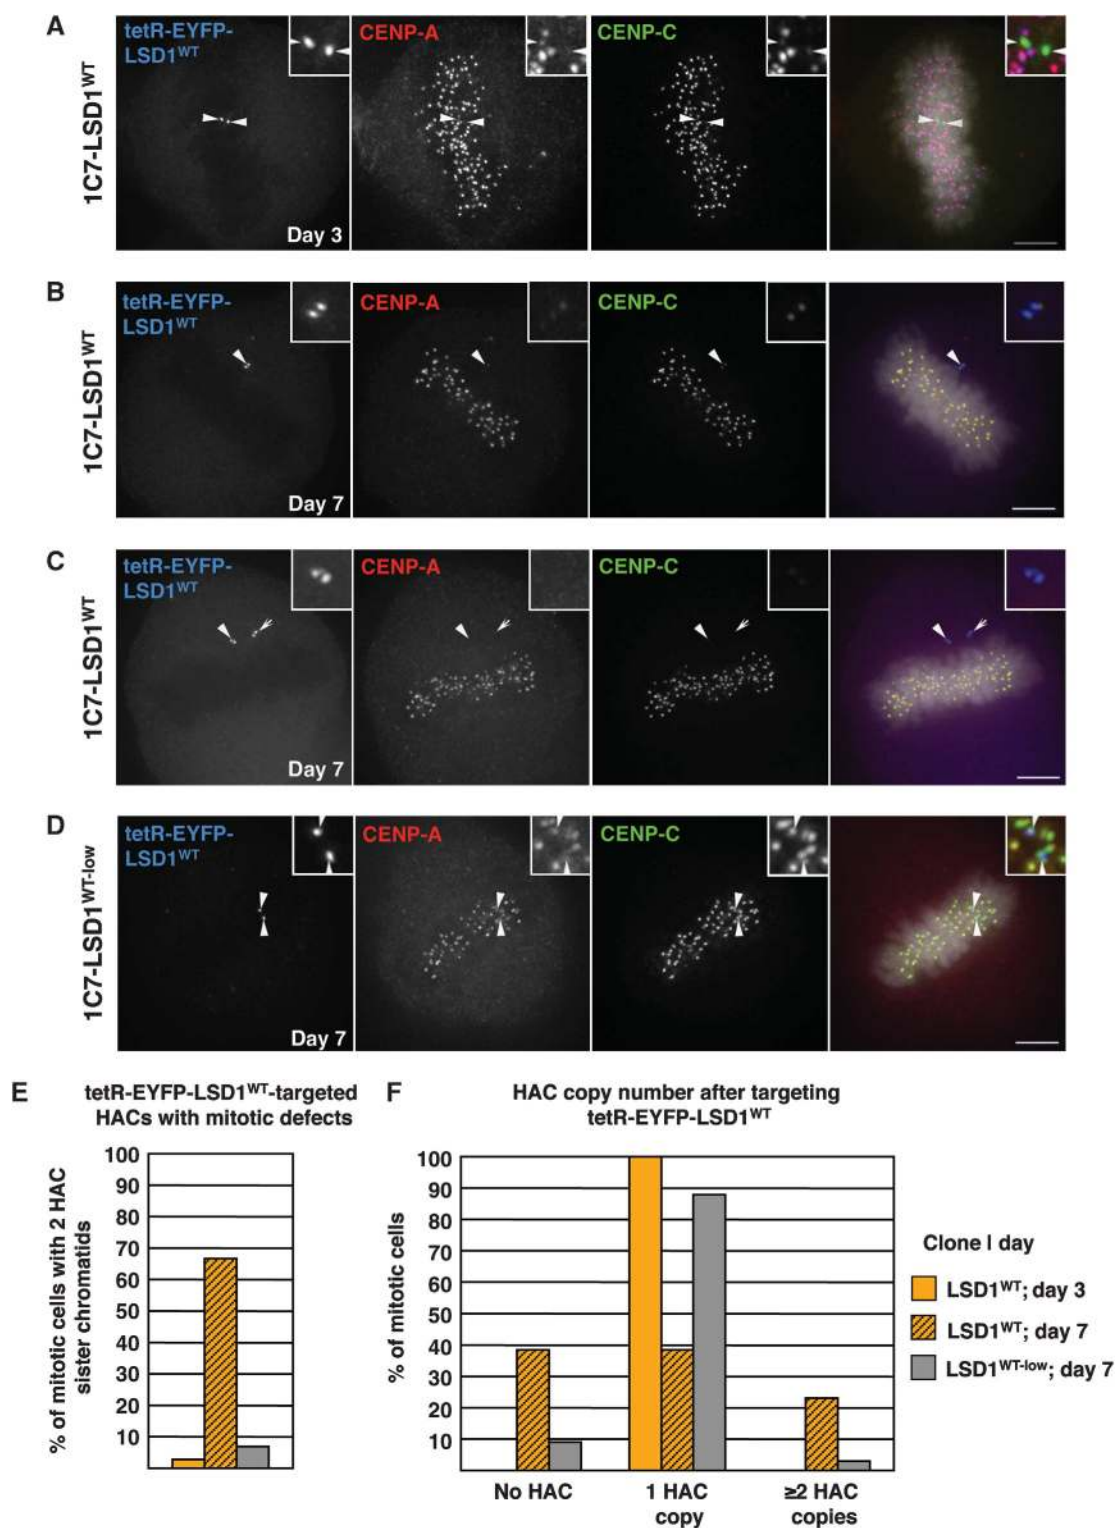 A
1C7-LSD1WT
tetR-EYFP-
LSD1WT
CENP-A
CENP-C
Day 3
B
1C7-LSD1WT
tetR-EYFP-
LSD1WT
CENP-A
CENP-C
Day 7
C
1C7-LSD1WT
tetR-EYFP-
LSD1WT
CENP-A
CENP-C
Day 7
D
1C7-LSD1WT-low
tetR-EYFP-
LSD1WT
CENP-A
CENP-C
Day 7
E
tetR-EYFP-LSD1WT-targeted
HACs with mitotic defects
% of mitotic cells with 2 HAC
sister chromatids
100
90
80
70
60
50
40
30
20
10
F
HAC copy number after targeting
tetR-EYFP-LSD1WT
% of mitotic cells
100
90
80
70
60
50
40
30
20
10
No HAC
1 HAC
copy
≥2 HAC
copies
Clone | day
LSD1WT; day 3
LSD1WT; day 7
LSD1WT-low; day 7